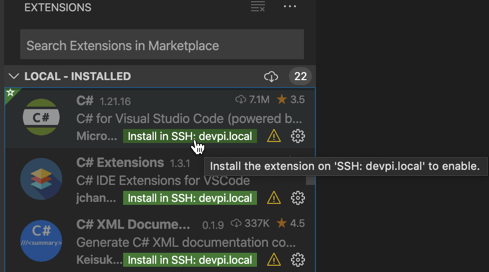 EXTENSIONS
Search Extensions in Marketplace
LOCAL - INSTALLED 22
C# 1.21.16 7.1M 3.5
C#
C# for Visual Studio Code (powered b...
Micro... Install in SSH: devpi.local
Install the extension on 'SSH: devpi.local' to enable.
C# Extensions 1.3.1
C# IDE Extensions for VSCode
jchan... Install in SSH: devpi.local
C# XML Docume... 0.1.9 337K 4.5
C#
///<summary>
Generate C# XML documentation co...
Keisuk... Install in SSH: devpi.local